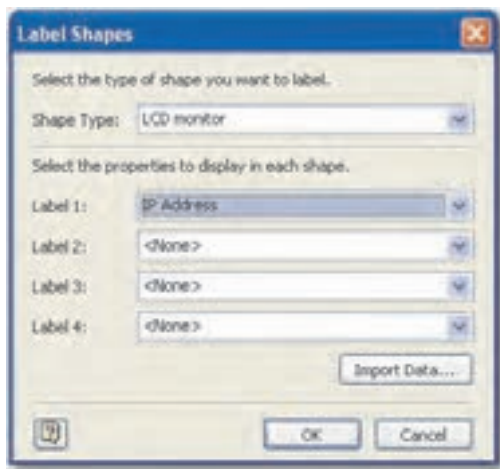 Label Shapes
Select the type of shape you want to label.
Shape Type: LCD monitor
Select the properties to display in each shape.
Label 1: IP Address
Label 2: <None>
Label 3: <None>
Label 4: <None>
Import Data...
OK Cancel